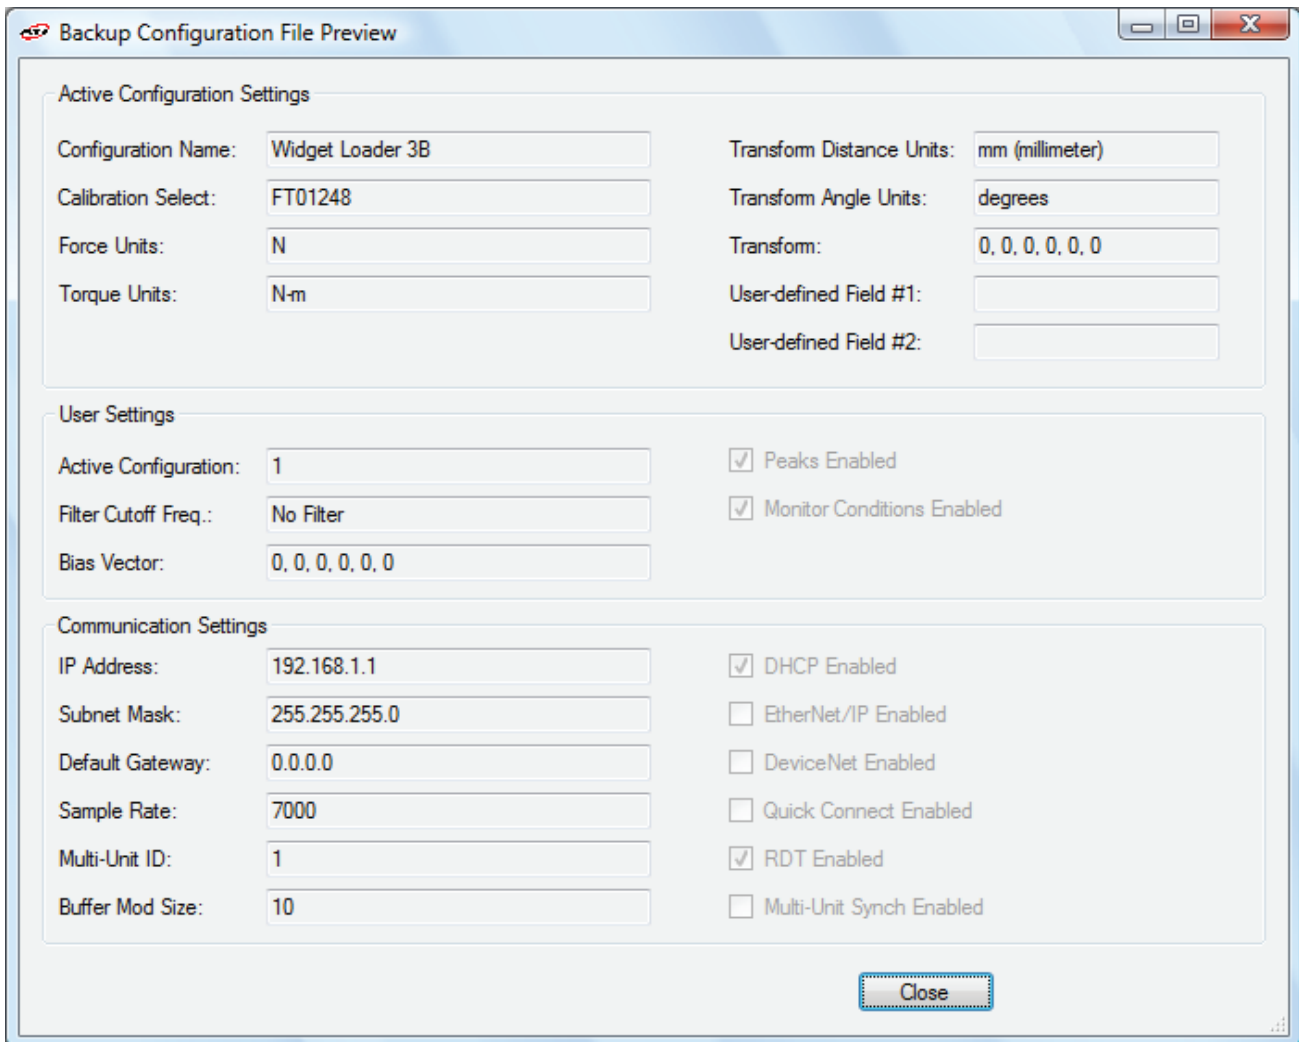 Backup Configuration File Preview
Active Configuration Settings
Configuration Name: Widget Loader 3B
Calibration Select: FT01248
Force Units: N
Torque Units: N-m
Transform Distance Units: mm (millimeter)
Transform Angle Units: degrees
Transform: 0, 0, 0, 0, 0, 0
User-defined Field #1:
User-defined Field #2:
User Settings
Active Configuration: 1
Filter Cutoff Freq.: No Filter
Bias Vector: 0, 0, 0, 0, 0, 0
Peaks Enabled
Monitor Conditions Enabled
Communication Settings
IP Address: 192.168.1.1
Subnet Mask: 255.255.255.0
Default Gateway: 0.0.0.0
Sample Rate: 7000
Multi-Unit ID: 1
Buffer Mod Size: 10
DHCP Enabled
EtherNet/IP Enabled
DeviceNet Enabled
Quick Connect Enabled
RDT Enabled
Multi-Unit Synch Enabled
Close